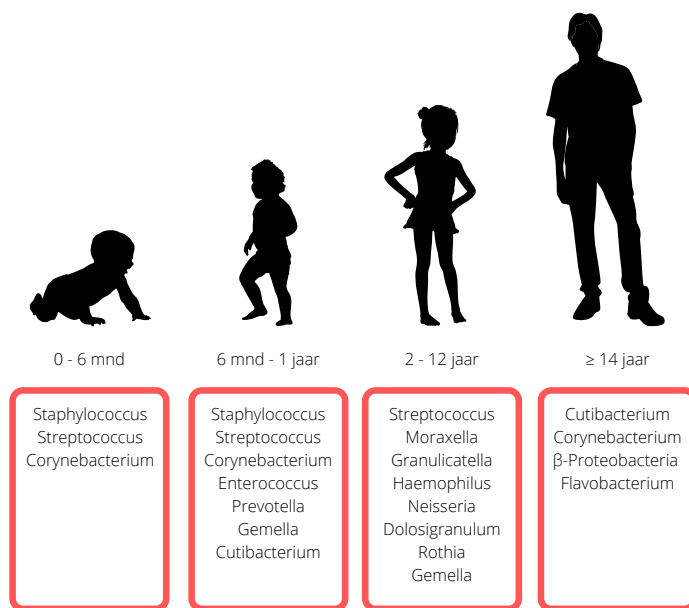 0 - 6 mnd
6 mnd - 1 jaar
2 - 12 jaar
≥ 14 jaar
Staphylococcus
Streptococcus
Corynebacterium
Staphylococcus
Streptococcus
Corynebacterium
Enterococcus
Prevotella
Gemella
Cutibacterium
Streptococcus
Moraxella
Granulicatella
Haemophilus
Neisseria
Dolosigranulum
Rothia
Gemella
Cutibacterium
Corynebacterium
β-Proteobacteria
Flavobacterium